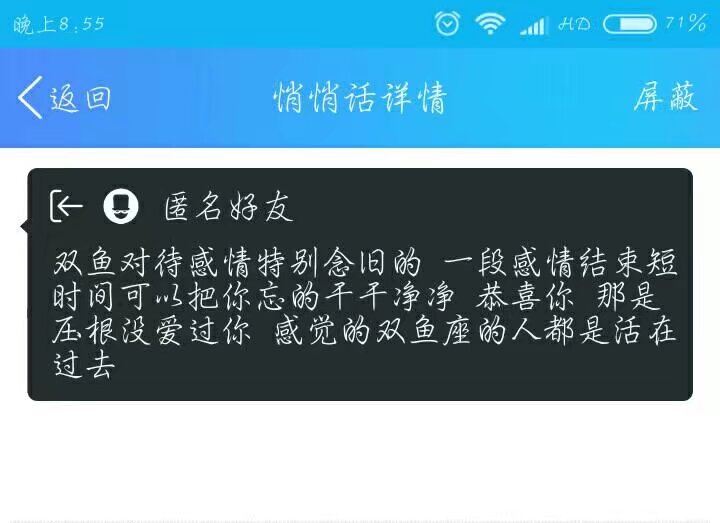 晚上8:55 HD 71%
返回 悄悄话详情 屏蔽
匿名好友
双鱼对待感情特别念旧的 一段感情结束短
时间可以把你忘的干干净净 恭喜你 那是
压根没爱过你 感觉的双鱼座的人都是活在
过去